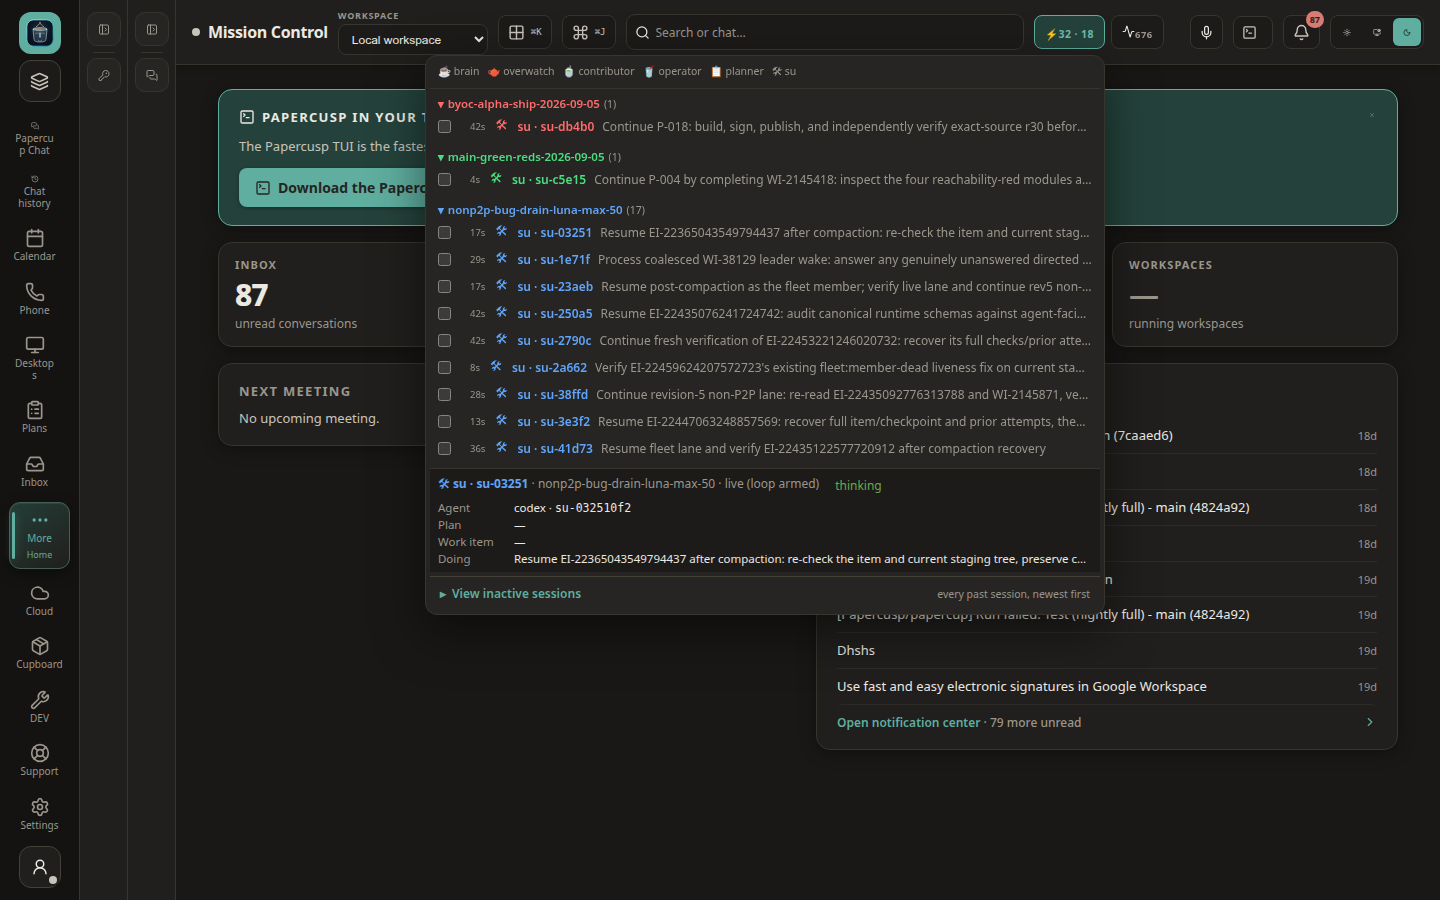 Mission Control
WORKSPACE
Local workspace
⌘K
⌘J
Search or chat...
⚡32 · 18
676
87
Papercu
p Chat
Chat
history
Calendar
Phone
Desktop
s
Plans
Inbox
More
Home
Cloud
Cupboard
DEV
Support
Settings
PAPERCUSP IN YOUR T
The Papercusp TUI is the faste
Download the Paperc
INBOX
87
unread conversations
NEXT MEETING
No upcoming meeting.
WORKSPACES
—
running workspaces
brain overwatch contributor operator planner su
▼ byoc-alpha-ship-2026-09-05 (1)
42s su · su-db4b0 Continue P-018: build, sign, publish, and independently verify exact-source r30 befor...
▼ main-green-reds-2026-09-05 (1)
4s su · su-c5e15 Continue P-004 by completing WI-2145418: inspect the four reachability-red modules a...
▼ nonp2p-bug-drain-luna-max-50 (17)
17s su · su-03251 Resume EI-22365043549794437 after compaction: re-check the item and current stag...
29s su · su-1e71f Process coalesced WI-38129 leader wake: answer any genuinely unanswered directed ...
17s su · su-23aeb Resume post-compaction as the fleet member; verify live lane and continue rev5 non-...
42s su · su-250a5 Resume EI-22435076241724742: audit canonical runtime schemas against agent-faci...
42s su · su-2790c Continue fresh verification of EI-22453221246020732: recover its full checks/prior atte...
8s su · su-2a662 Verify EI-22459624207572723's existing fleet:member-dead liveness fix on current sta...
28s su · su-38ffd Continue revision-5 non-P2P lane: re-read EI-22435092776313788 and WI-2145871, ve...
13s su · su-3e3f2 Resume EI-22447063248857569: recover full item/checkpoint and prior attempts, the...
36s su · su-41d73 Resume fleet lane and verify EI-22435122577720912 after compaction recovery
su · su-03251 · nonp2p-bug-drain-luna-max-50 · live (loop armed) thinking
Agent codex · su-032510f2
Plan —
Work item —
Doing Resume EI-22365043549794437 after compaction: re-check the item and current staging tree, preserve c...
▶ View inactive sessions every past session, newest first
n (7caaed6) 18d
18d
tly full) - main (4824a92) 18d
18d
n 19d
[Papercusp/papercup] Run failed: Test (nightly full) - main (4824a92) 19d
Dhshs 19d
Use fast and easy electronic signatures in Google Workspace 19d
Open notification center · 79 more unread